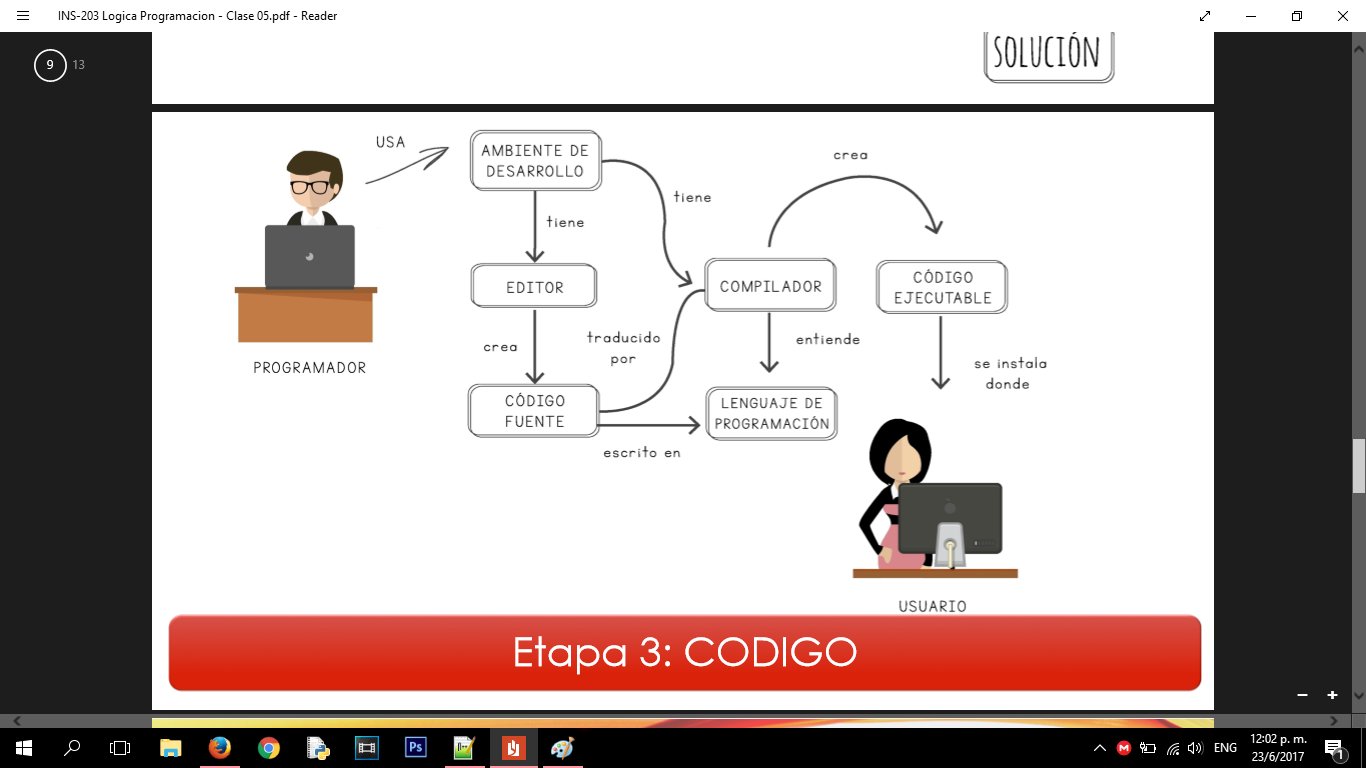 INS-203 Logica Programacion - Clase 05.pdf - Reader
9 13
SOLUCIÓN
USA
AMBIENTE DE
DESARROLLO
crea
tiene
tiene
EDITOR
COMPILADOR
CÓDIGO
EJECUTABLE
crea
traducido
por
entiende
PROGRAMADOR
se instala
donde
CÓDIGO
FUENTE
LENGUAJE DE
PROGRAMACIÓN
escrito en
USUARIO
Etapa 3: CODIGO
Ps
M
ENG
12:02 p. m.
23/6/2017
1